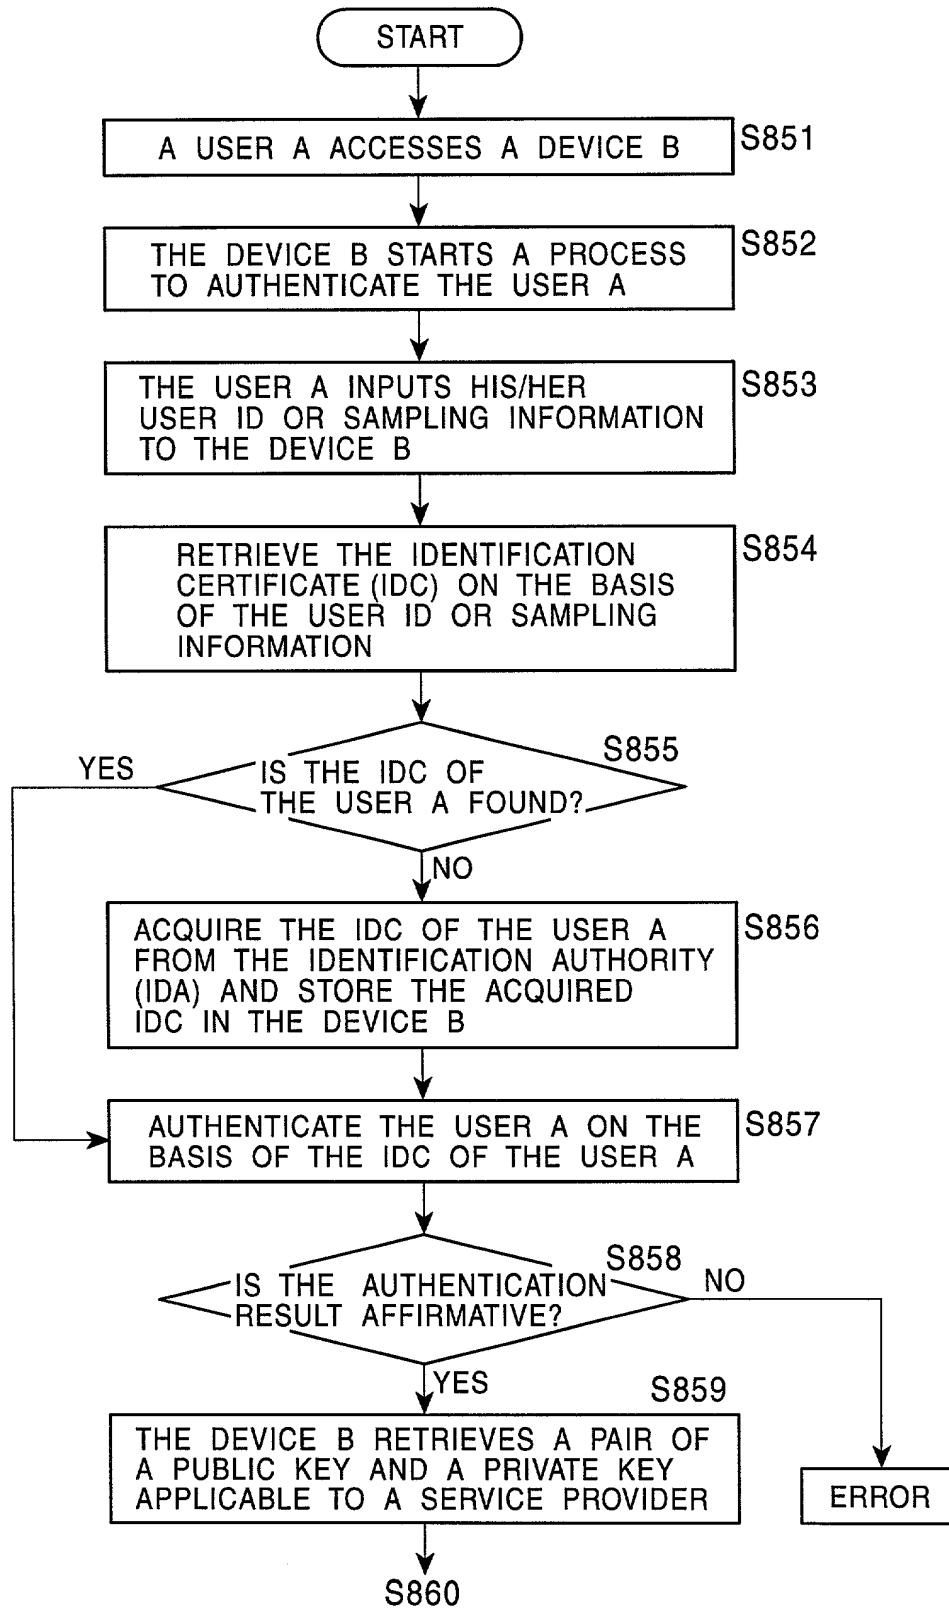 START
A USER A ACCESSES A DEVICE B
S851
THE DEVICE B STARTS A PROCESS
TO AUTHENTICATE THE USER A
S852
THE USER A INPUTS HIS/HER
USER ID OR SAMPLING INFORMATION
TO THE DEVICE B
S853
RETRIEVE THE IDENTIFICATION
CERTIFICATE (IDC) ON THE BASIS
OF THE USER ID OR SAMPLING
INFORMATION
S854
S855
YES
IS THE IDC OF
THE USER A FOUND?
NO
ACQUIRE THE IDC OF THE USER A
FROM THE IDENTIFICATION AUTHORITY
(IDA) AND STORE THE ACQUIRED
IDC IN THE DEVICE B
S856
AUTHENTICATE THE USER A ON THE
BASIS OF THE IDC OF THE USER A
S857
S858
IS THE AUTHENTICATION
RESULT AFFIRMATIVE?
NO
YES
S859
THE DEVICE B RETRIEVES A PAIR OF
A PUBLIC KEY AND A PRIVATE KEY
APPLICABLE TO A SERVICE PROVIDER
ERROR
S860